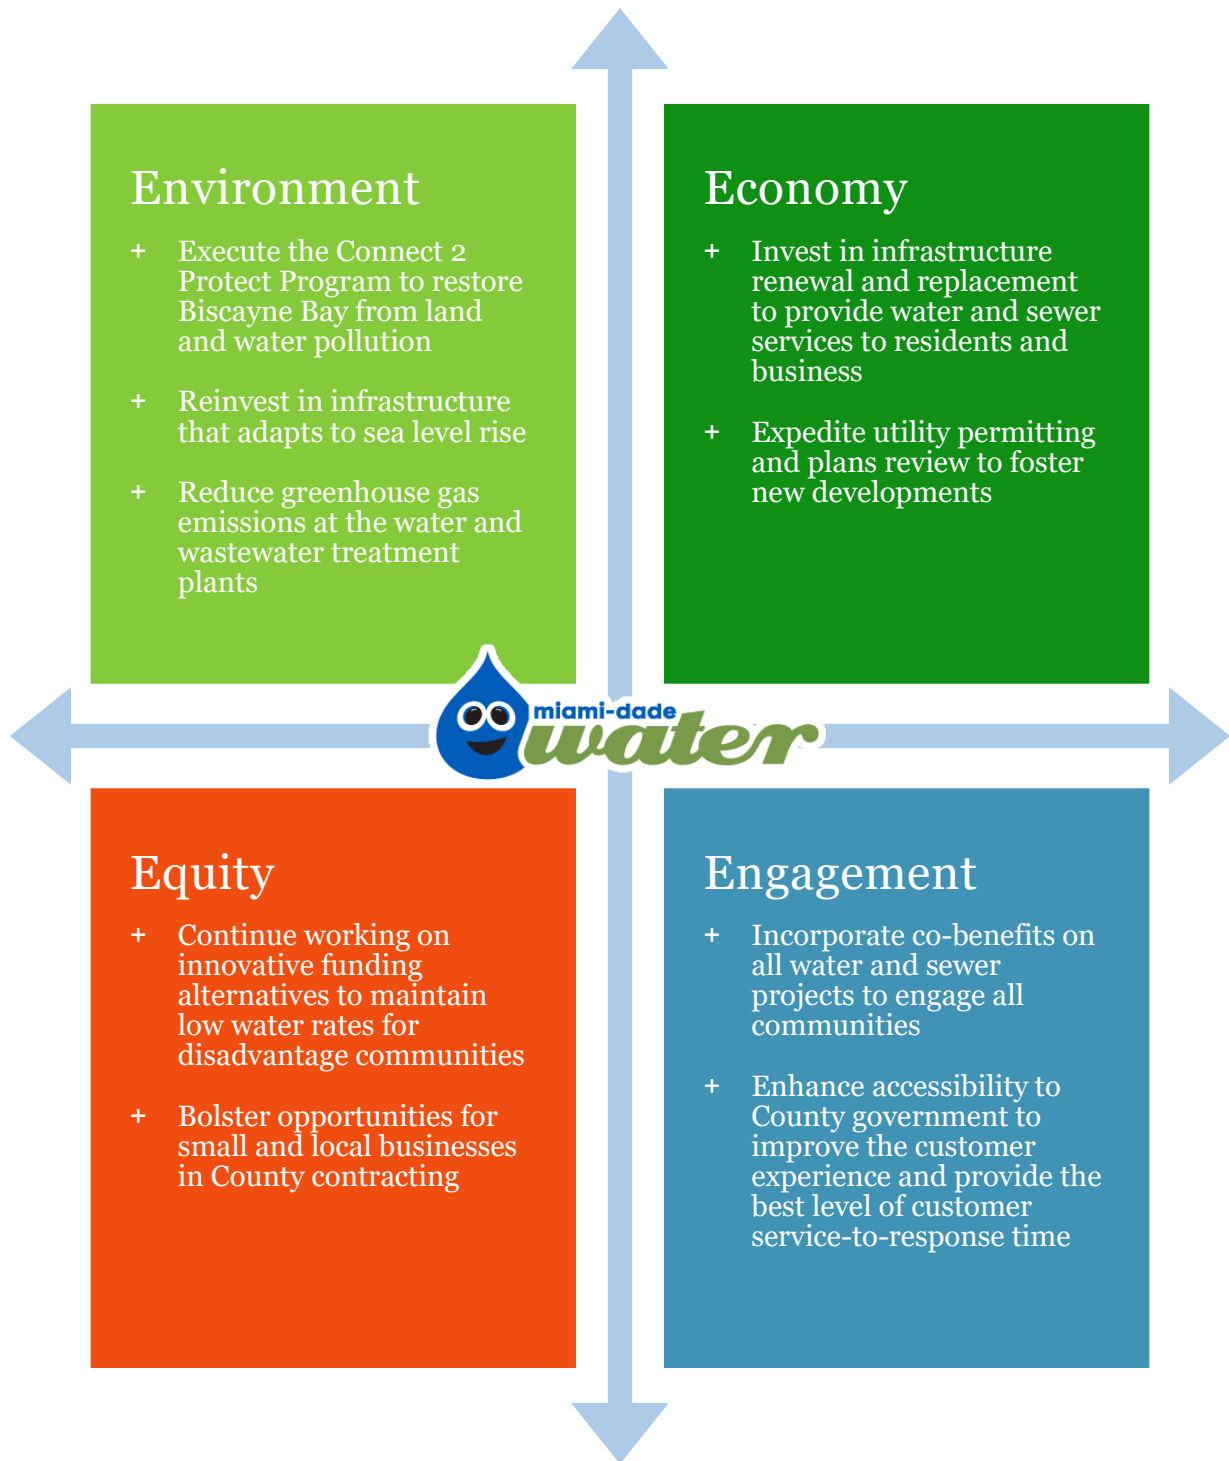 Environment
+ Execute the Connect 2
Protect Program to restore
Biscayne Bay from land
and water pollution
+ Reinvest in infrastructure
that adapts to sea level rise
+ Reduce greenhouse gas
emissions at the water and
wastewater treatment
plants
Economy
+ Invest in infrastructure
renewal and replacement
to provide water and sewer
services to residents and
business
+ Expedite utility permitting
and plans review to foster
new developments
miami-dade
water
Equity
+ Continue working on
innovative funding
alternatives to maintain
low water rates for
disadvantage communities
+ Bolster opportunities for
small and local businesses
in County contracting
Engagement
+ Incorporate co-benefits on
all water and sewer
projects to engage all
communities
+ Enhance accessibility to
County government to
improve the customer
experience and provide the
best level of customer
service-to-response time